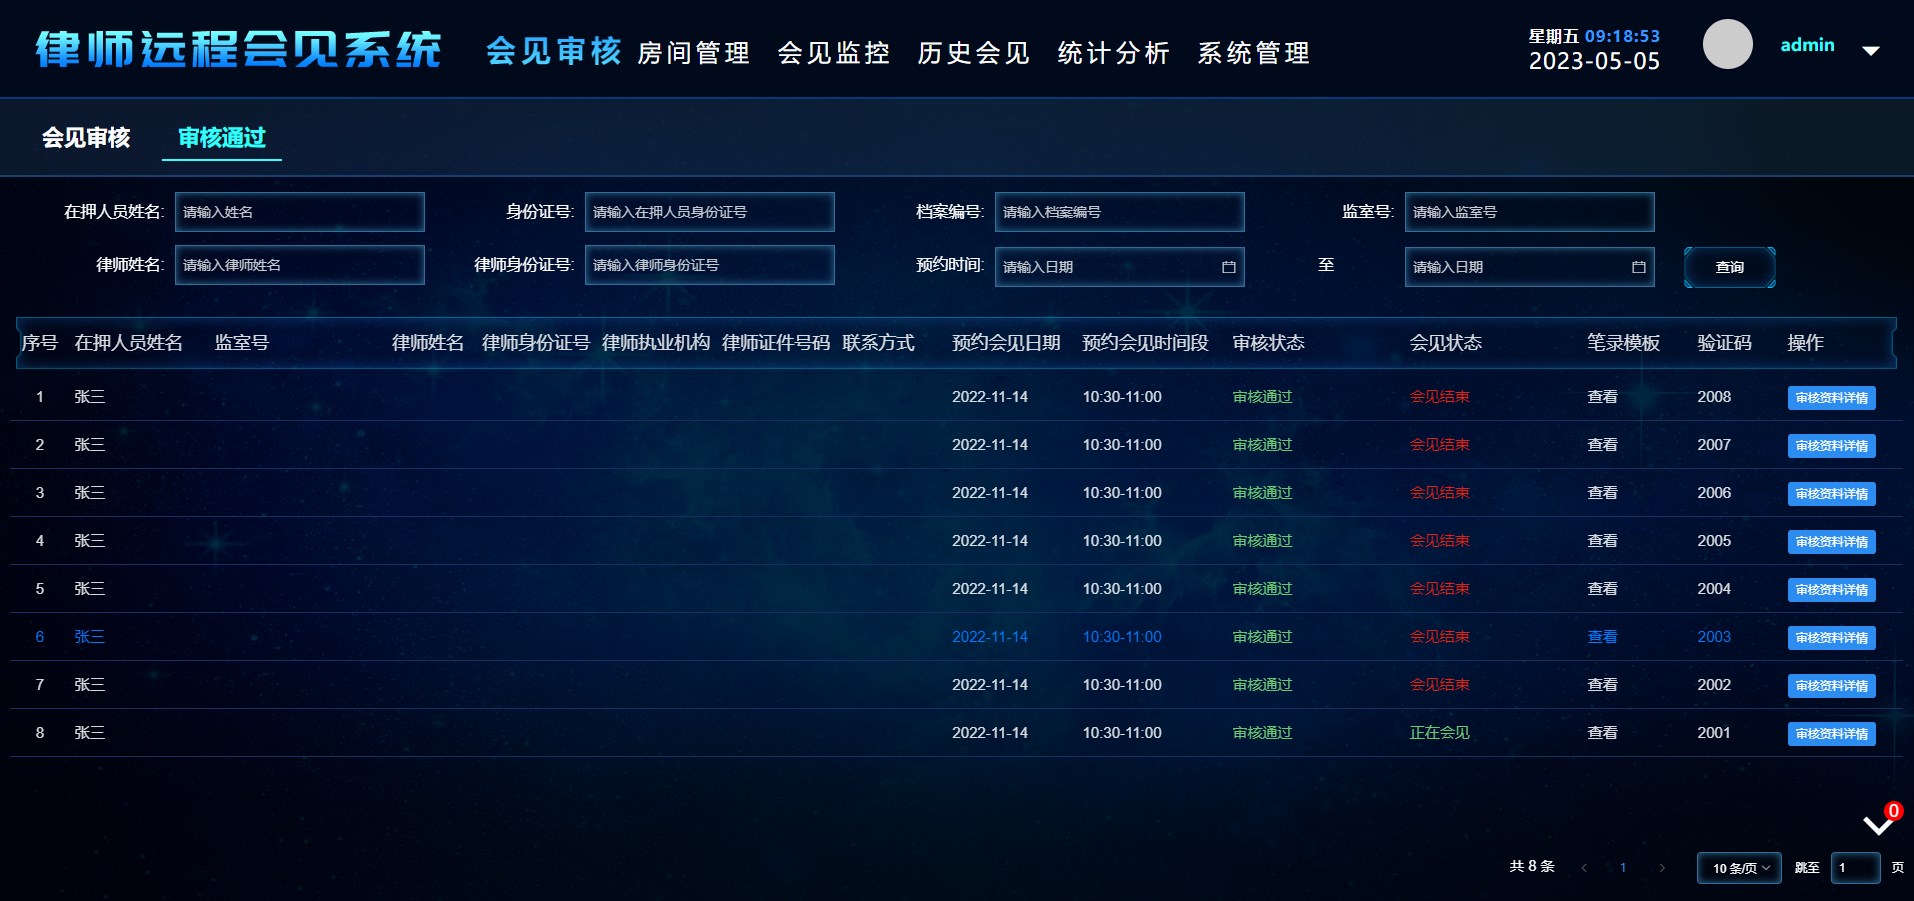 律师远程会见系统 会见审核 房间管理 会见监控 历史会见 统计分析 系统管理 星期五 09:18:53 admin
2023-05-05
会见审核 审核通过
在押人员姓名: 请输入姓名 身份证号: 请输入在押人员身份证号 档案编号: 请输入档案编号 监室号: 请输入监室号
律师姓名: 请输入律师姓名 律师身份证号: 请输入律师身份证号 预约时间: 请输入日期 至 请输入日期 查询
序号 在押人员姓名 监室号 律师姓名 律师身份证号 律师执业机构 律师证件号码 联系方式 预约会见日期 预约会见时间段 审核状态 会见状态 笔录模板 验证码 操作
1 张三 2022-11-14 10:30-11:00 审核通过 会见结束 查看 2008 审核资料详情
2 张三 2022-11-14 10:30-11:00 审核通过 会见结束 查看 2007 审核资料详情
3 张三 2022-11-14 10:30-11:00 审核通过 会见结束 查看 2006 审核资料详情
4 张三 2022-11-14 10:30-11:00 审核通过 会见结束 查看 2005 审核资料详情
5 张三 2022-11-14 10:30-11:00 审核通过 会见结束 查看 2004 审核资料详情
6 张三 2022-11-14 10:30-11:00 审核通过 会见结束 查看 2003 审核资料详情
7 张三 2022-11-14 10:30-11:00 审核通过 会见结束 查看 2002 审核资料详情
8 张三 2022-11-14 10:30-11:00 审核通过 正在会见 查看 2001 审核资料详情
0
共 8 条 1 10 条/页 跳至 1 页